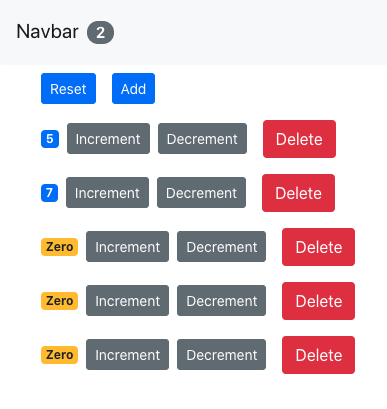 Navbar 2
Reset Add
5 Increment Decrement Delete
7 Increment Decrement Delete
Zero Increment Decrement Delete
Zero Increment Decrement Delete
Zero Increment Decrement Delete